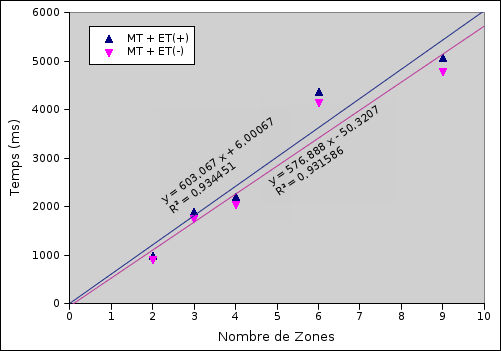 6000
5000
4000
3000
2000
1000
0
Temps (ms)
MT + ET(+)
MT + ET(-)
y = 603.067 x + 6.00067
R² = 0.934451
y = 576.888 x - 50.3207
R² = 0.931586
0 1 2 3 4 5 6 7 8 9 10
Nombre de Zones